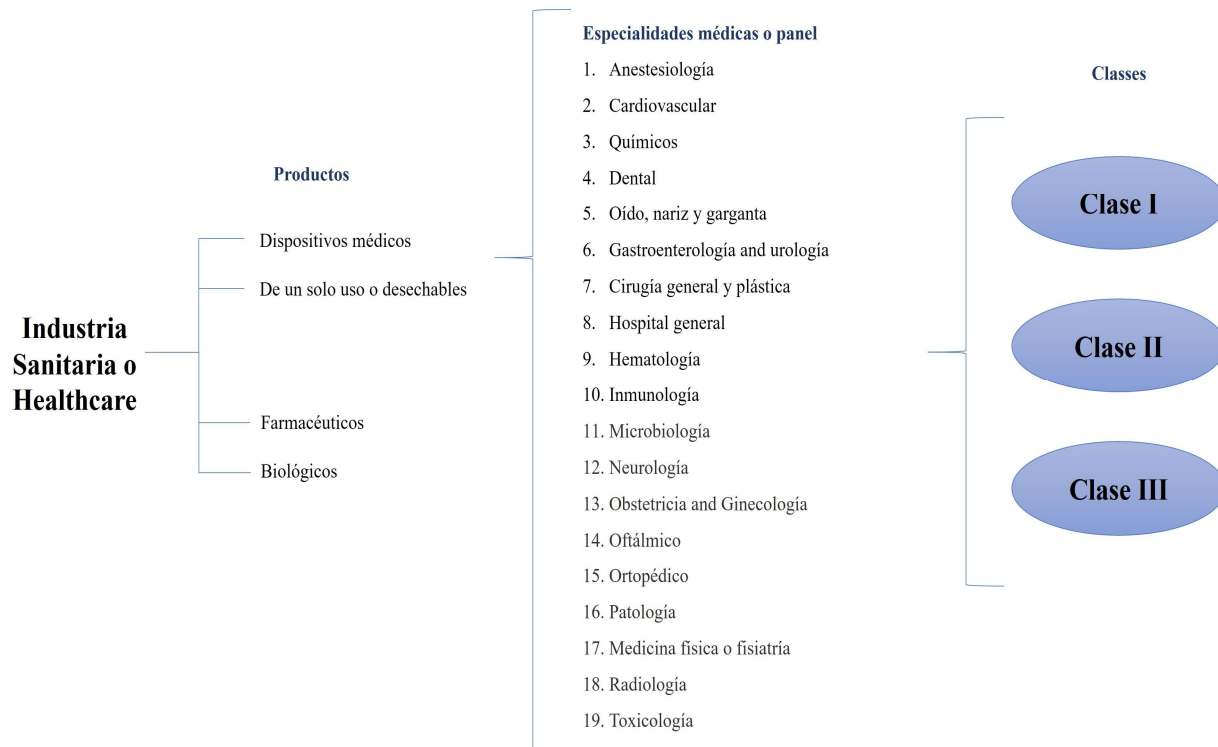 Industria
Sanitaria o
Healthcare
Productos
Dispositivos médicos
De un solo uso o desechables
Farmacéuticos
Biológicos
Especialidades médicas o panel
1. Anestesiología
2. Cardiovascular
3. Químicos
4. Dental
5. Oído, nariz y garganta
6. Gastroenterología and urología
7. Cirugía general y plástica
8. Hospital general
9. Hematología
10. Inmunología
11. Microbiología
12. Neurología
13. Obstetricia and Ginecología
14. Oftálmico
15. Ortopédico
16. Patología
17. Medicina física o fisiatría
18. Radiología
19. Toxicología
Classes
Clase I
Clase II
Clase III